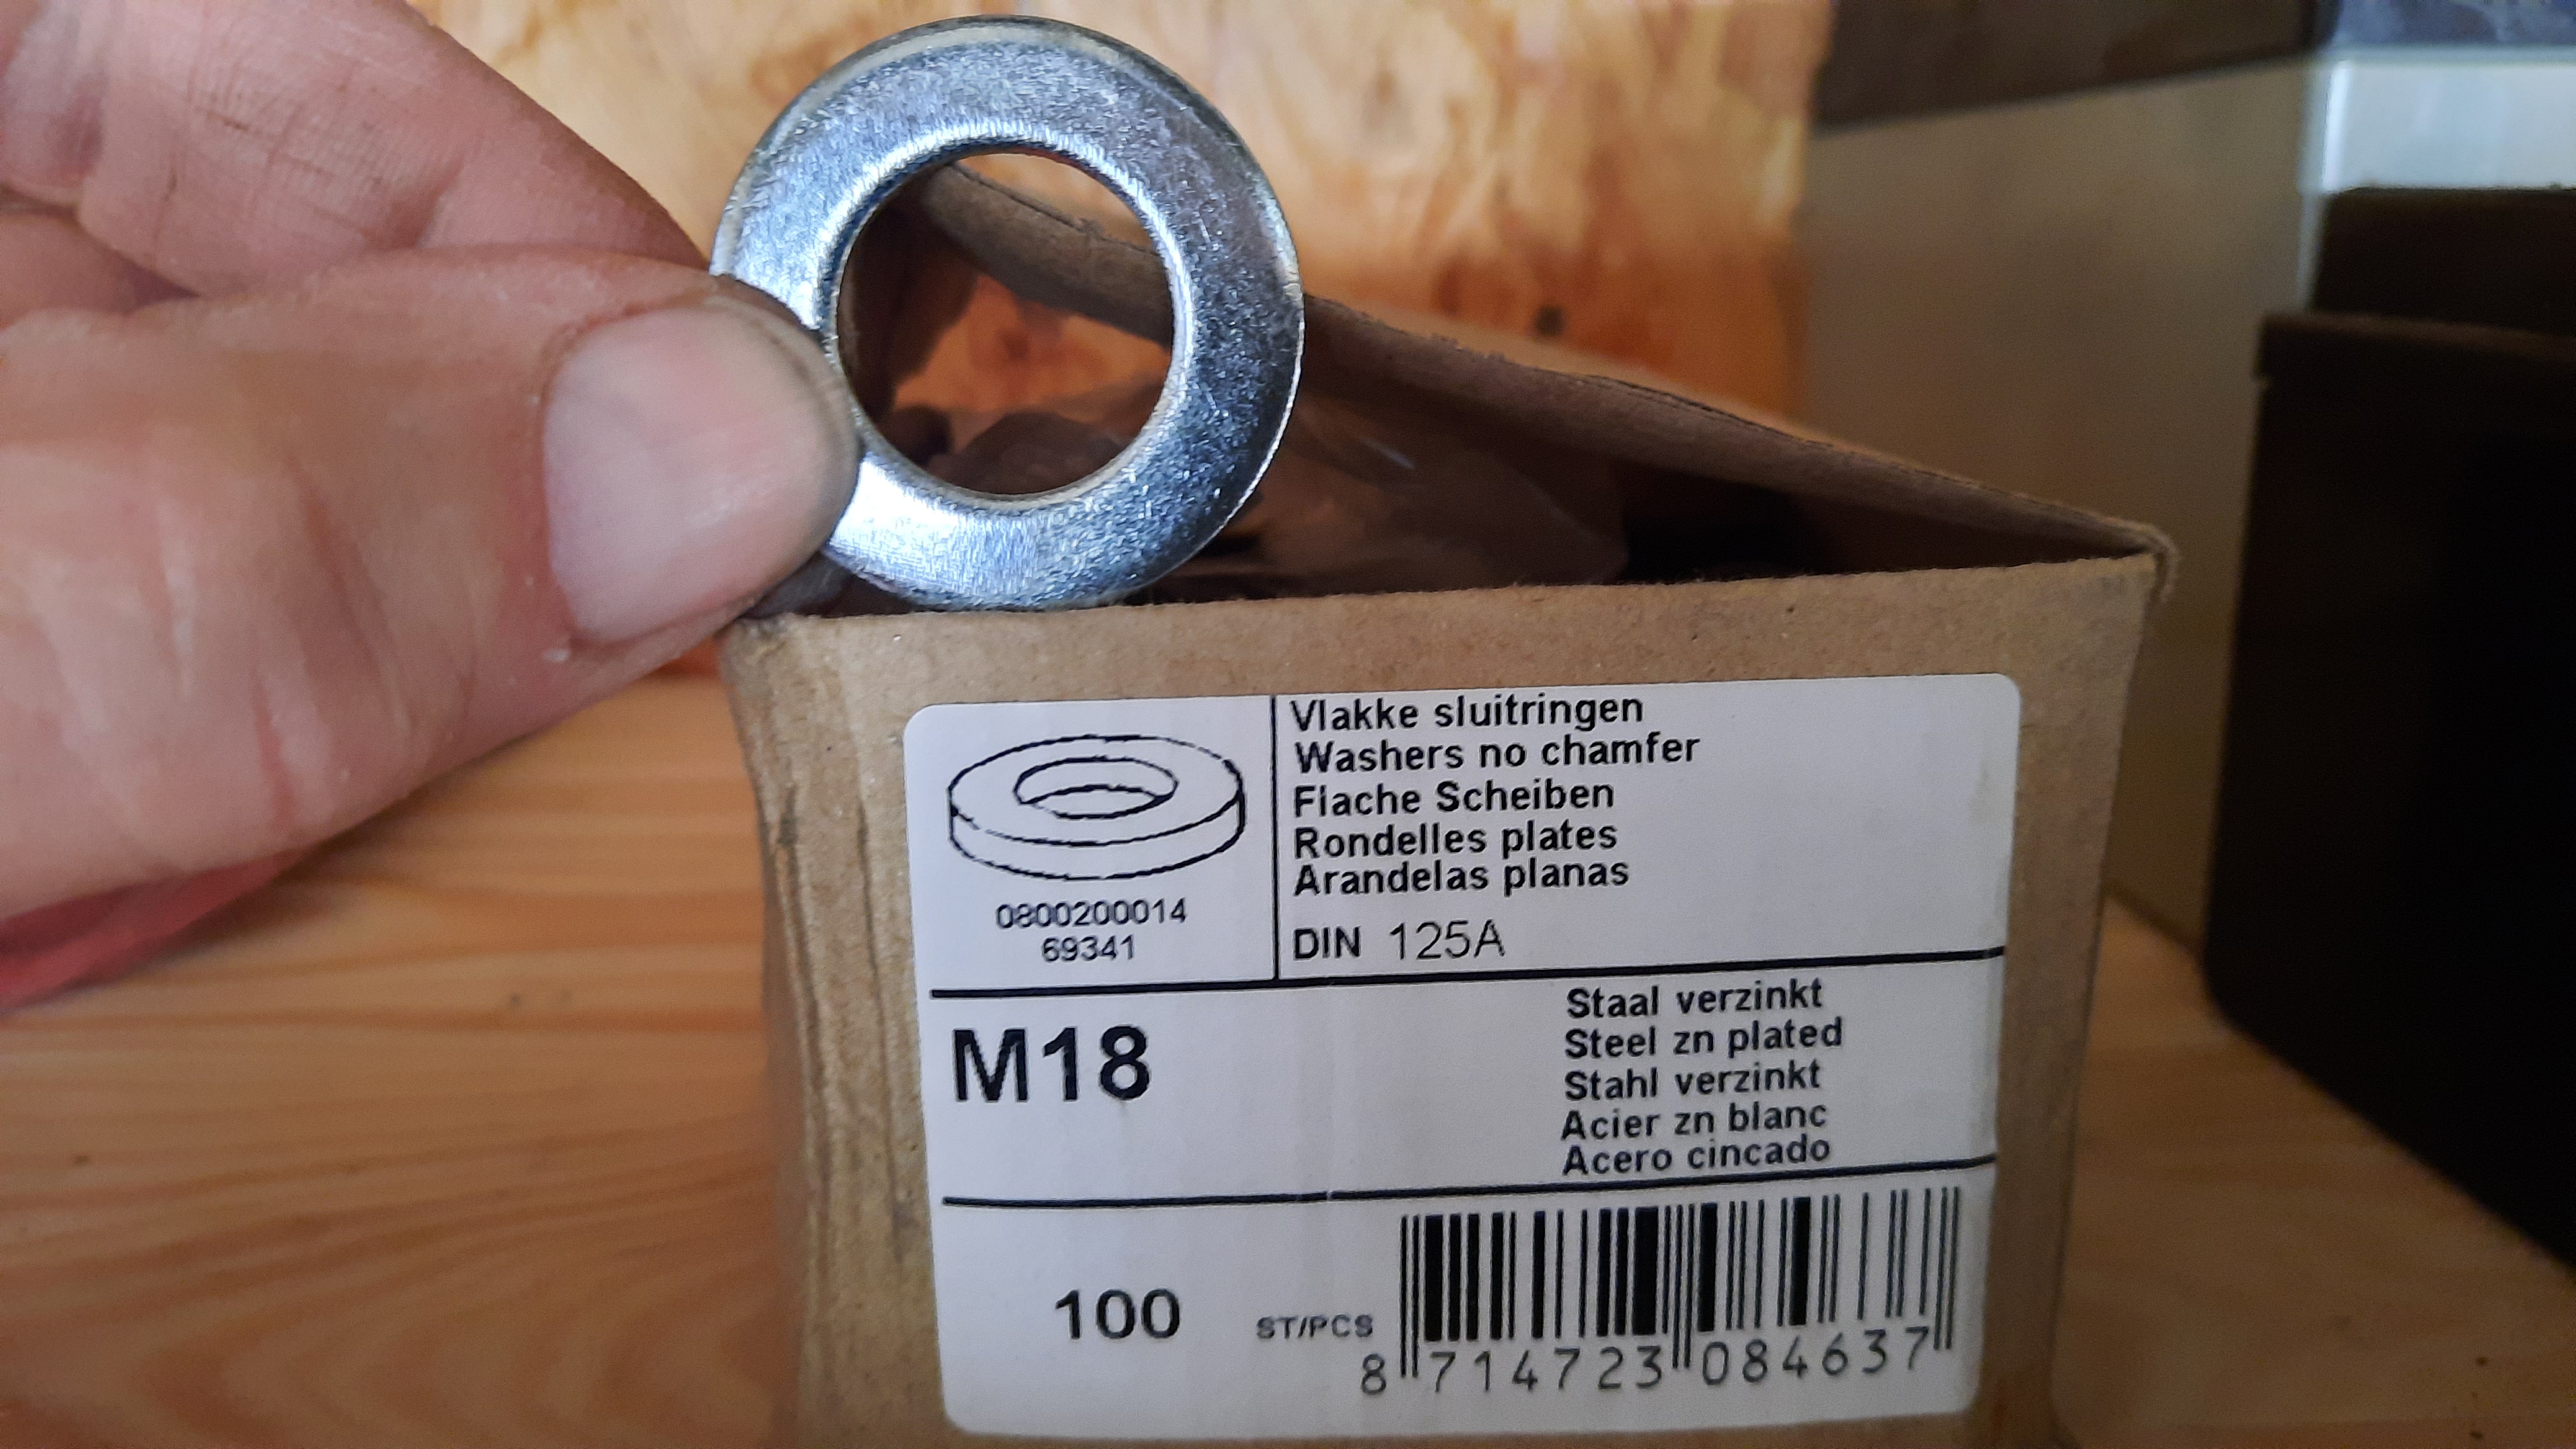 Vlakke sluitringen
Washers no chamfer
Flache Scheiben
Rondelles plates
Arandelas planas
0800200014
69341
DIN 125A
M18
Staal verzinkt
Steel zn plated
Stahl verzinkt
Acier zn blanc
Acero cincado
100 ST/PCS
8 714723 084637